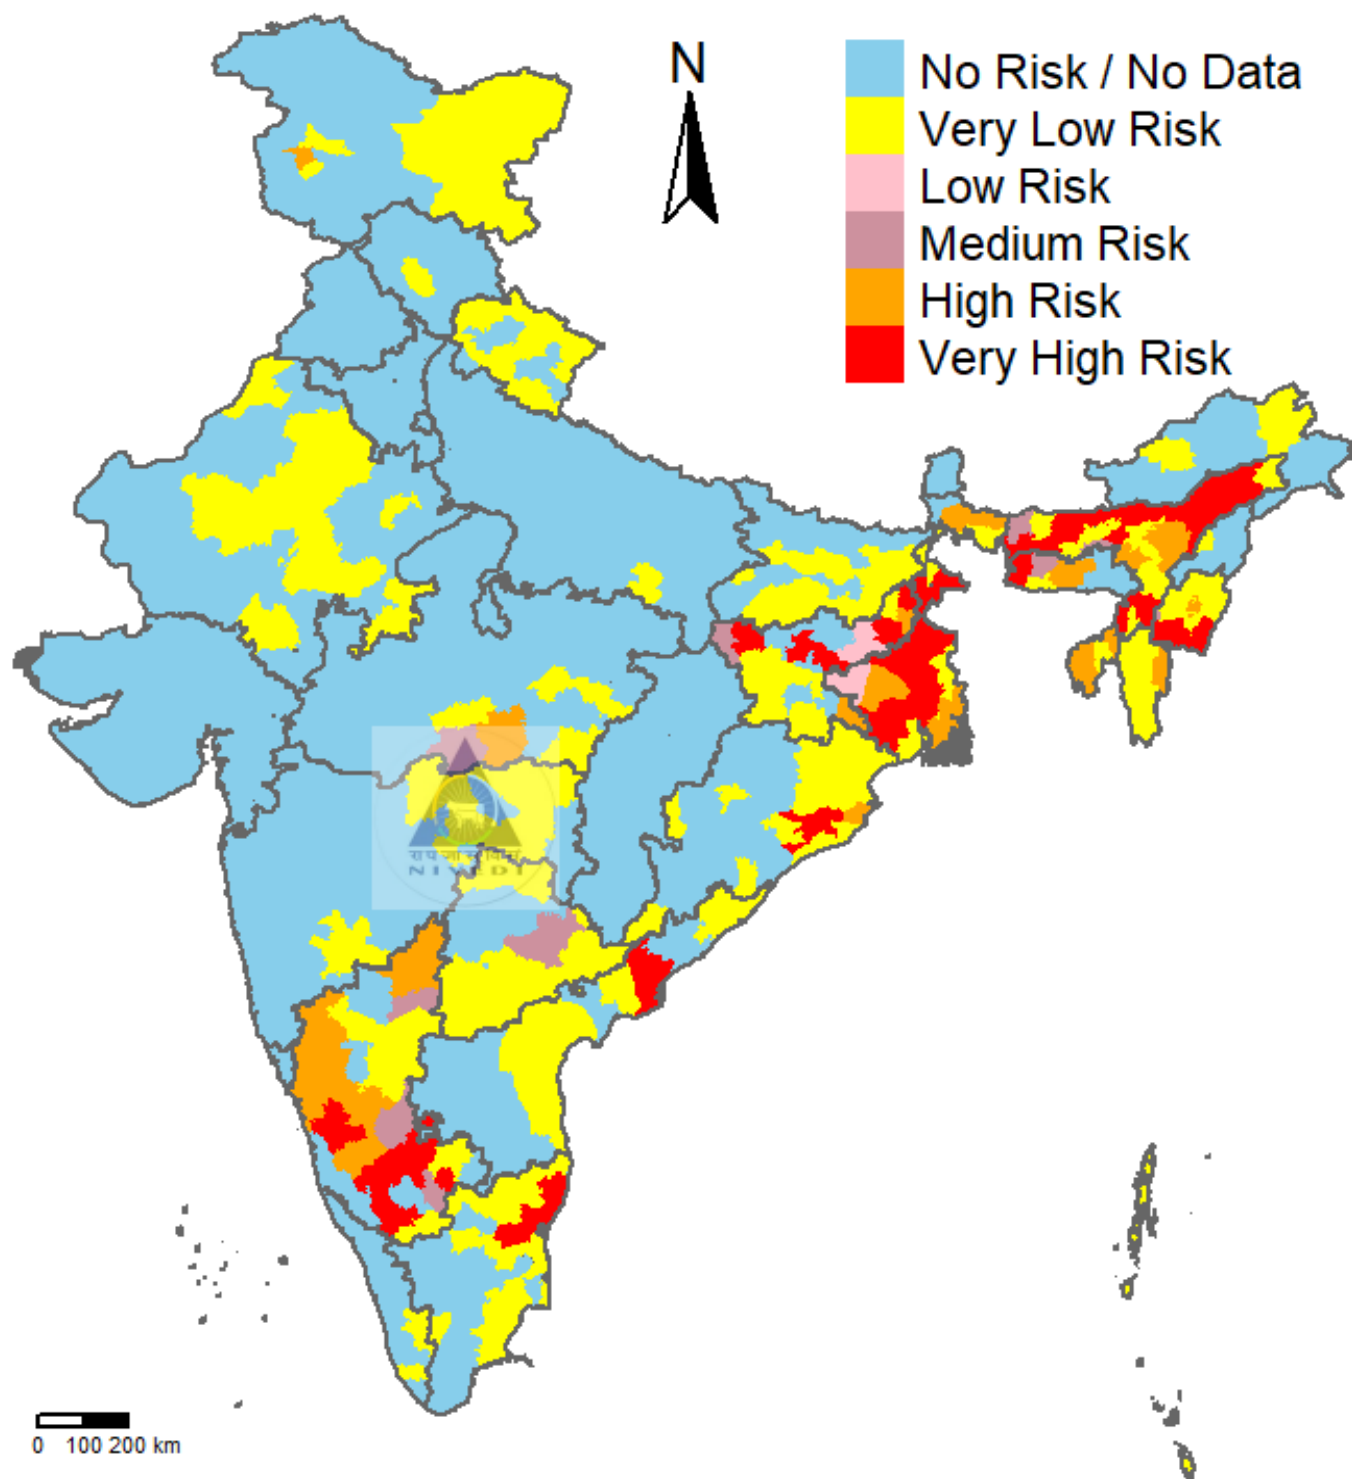 N
No Risk / No Data
Very Low Risk
Low Risk
Medium Risk
High Risk
Very High Risk
NIVEDI
0 100 200 km